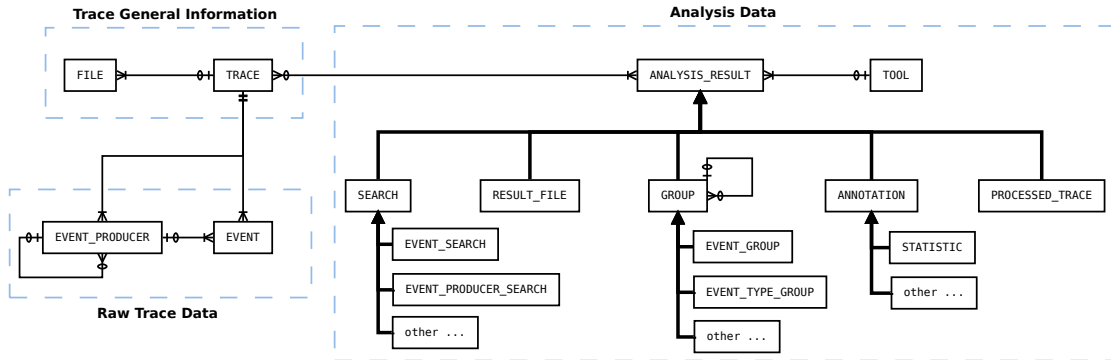 Trace General Information
Analysis Data
FILE
TRACE
ANALYSIS_RESULT
TOOL
SEARCH
RESULT_FILE
GROUP
ANNOTATION
PROCESSED_TRACE
EVENT_PRODUCER
EVENT
EVENT_SEARCH
EVENT_GROUP
STATISTIC
EVENT_PRODUCER_SEARCH
EVENT_TYPE_GROUP
other ...
Raw Trace Data
other ...
other ...